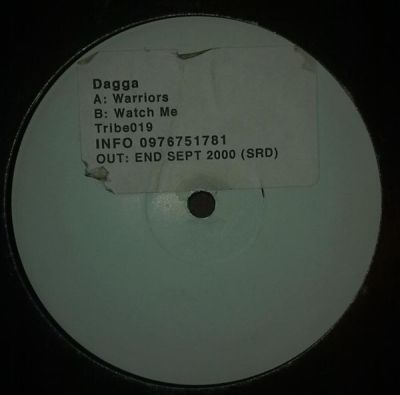 Dagga
A: Warriors
B: Watch Me
Tribe019
INFO 0976751781
OUT: END SEPT 2000 (SRD)